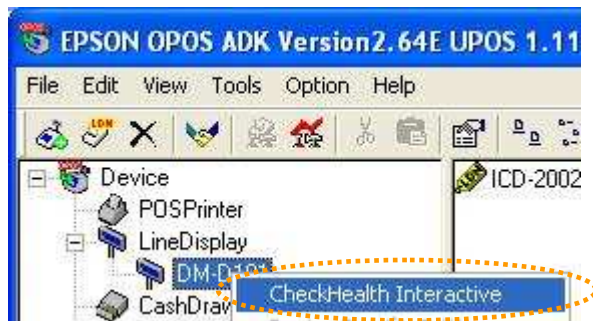 EPSON OPOS ADK Version2.64E UPOS 1.11
File Edit View Tools Option Help
Device
ICD-2002
POSPrinter
LineDisplay
CheckHealth Interactive